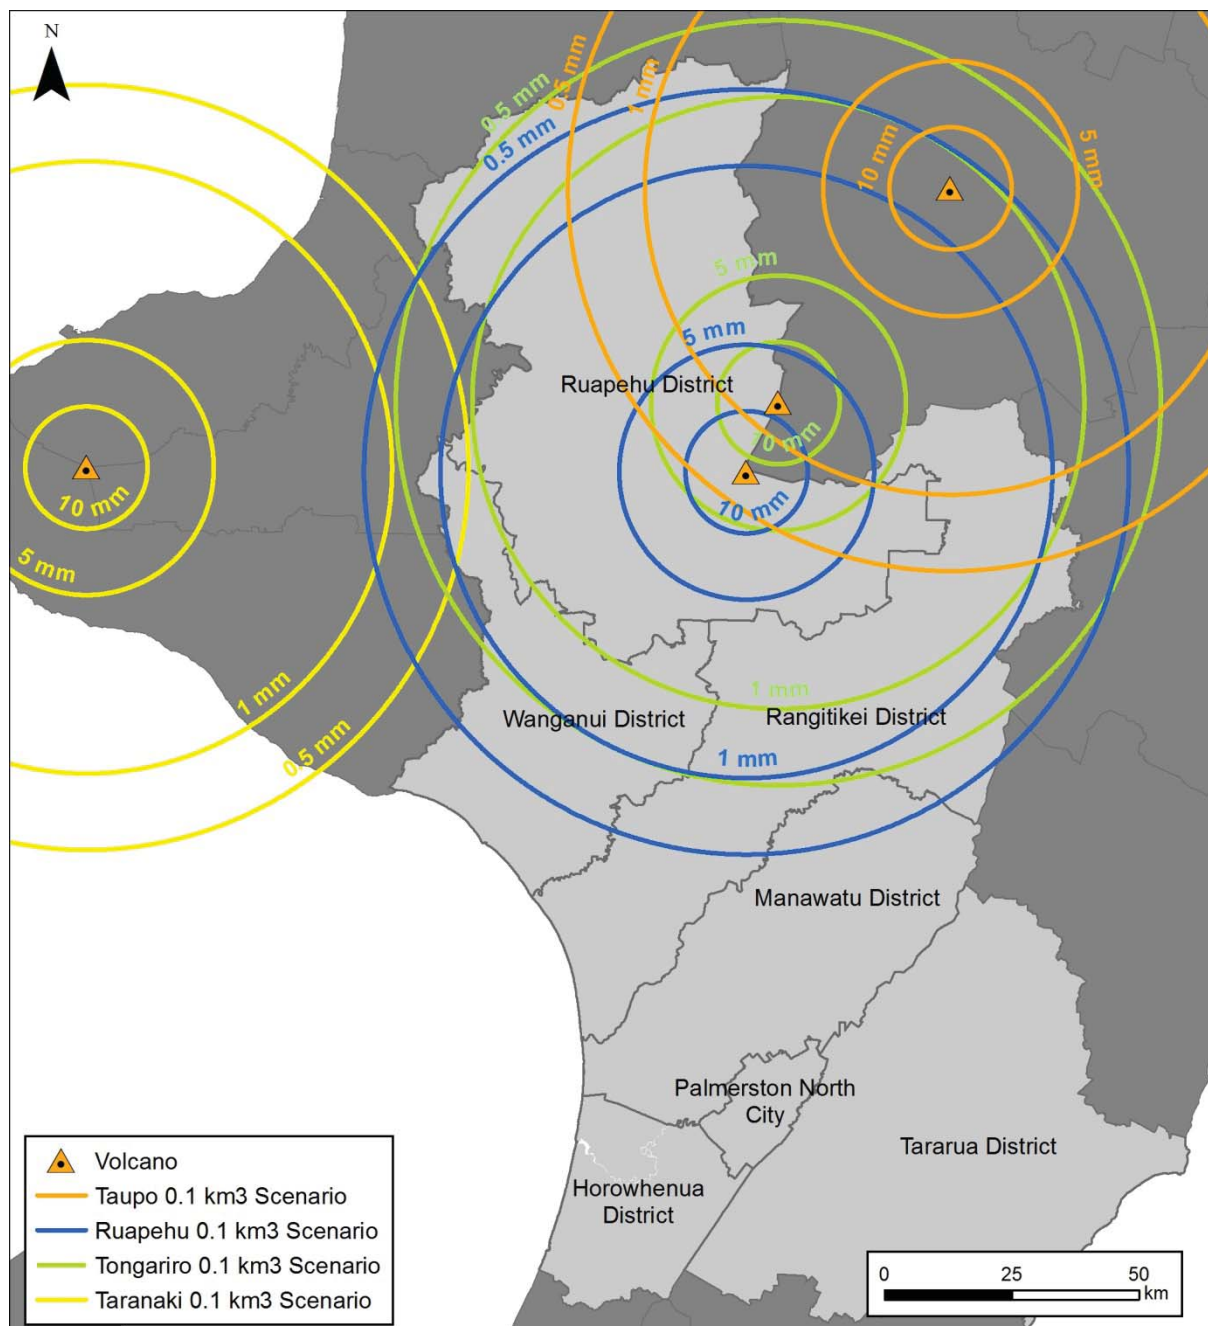 N
0.5 mm
0.5 mm
1 mm
0.5 mm
10 mm
5 mm
5 mm
5 mm
Ruapehu District
10 mm
10 mm
10 mm
5 mm
1 mm
1 mm
0.5 mm
Wanganui District
Rangitikei District
1 mm
Manawatu District
Palmerston North
City
Tararua District
Horowhenua
District
Volcano
Taupo 0.1 km3 Scenario
Ruapehu 0.1 km3 Scenario
Tongariro 0.1 km3 Scenario
Taranaki 0.1 km3 Scenario
0 25 50
km